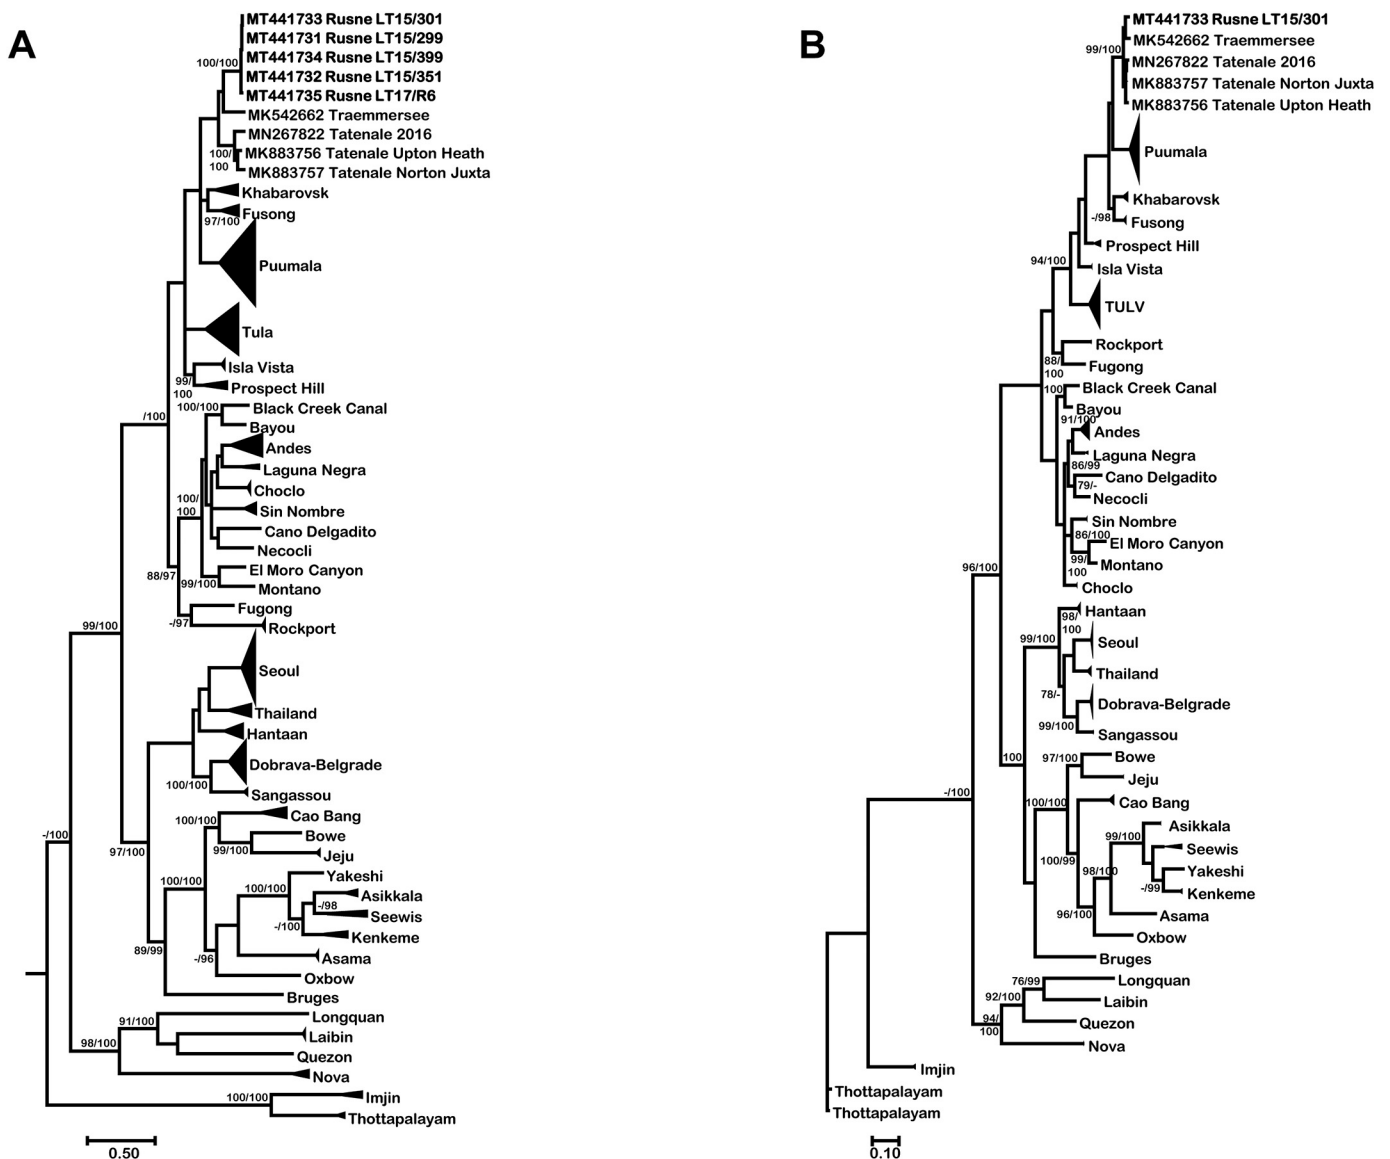 A
MT441733 Rusne LT15/301
MT441731 Rusne LT15/299
MT441734 Rusne LT15/399
100/100
MT441732 Rusne LT15/351
MT441735 Rusne LT17/R6
MK542662 Traemmersee
MN267822 Tatenale 2016
100/
100
MK883756 Tatenale Upton Heath
MK883757 Tatenale Norton Juxta
Khabarovsk
Fusong
97/100
Puumala
Tula
Isla Vista
99/
100
Prospect Hill
100/100
Black Creek Canal
/100
Bayou
Andes
Laguna Negra
Choclo
100/
100
Sin Nombre
Cano Delgadito
Necocli
El Moro Canyon
88/97
99/100
Montano
Fugong
-/97
Rockport
99/100
Seoul
Thailand
Hantaan
Dobrava-Belgrade
100/100
Sangassou
Cao Bang
100/100
Bowe
-/100
99/100
Jeju
97/100
Yakeshi
100/100
100/100
Asikkala
-/98
Seewis
-/100
Kenkeme
89/99
-/96
Asama
Oxbow
Bruges
Longquan
91/100
Laibin
98/100
Quezon
Nova
100/100
Imjin
Thottapalayam
0.50
B
MT441733 Rusne LT15/301
MK542662 Traemmersee
99/100
MN267822 Tatenale 2016
MK883757 Tatenale Norton Juxta
MK883756 Tatenale Upton Heath
Puumala
Khabarovsk
-/98
Fusong
Prospect Hill
94/100
Isla Vista
TULV
Rockport
88/
100
Fugong
100
Black Creek Canal
Bayou
91/100
Andes
Laguna Negra
86/99
Cano Delgadito
79/-
Necocli
Sin Nombre
86/100
El Moro Canyon
99/
100
Montano
96/100
Choclo
Hantaan
98/
100
99/100
Seoul
Thailand
78/-
Dobrava-Belgrade
99/100
Sangassou
100
97/100
Bowe
Jeju
-/100
100/100
Cao Bang
Asikkala
99/100
Seewis
100/99
98/100
Yakeshi
-/99
Kenkeme
96/100
Asama
Oxbow
Bruges
76/99
Longquan
92/100
Laibin
94/
100
Quezon
Nova
Imjin
Thottapalayam
Thottapalayam
0.10